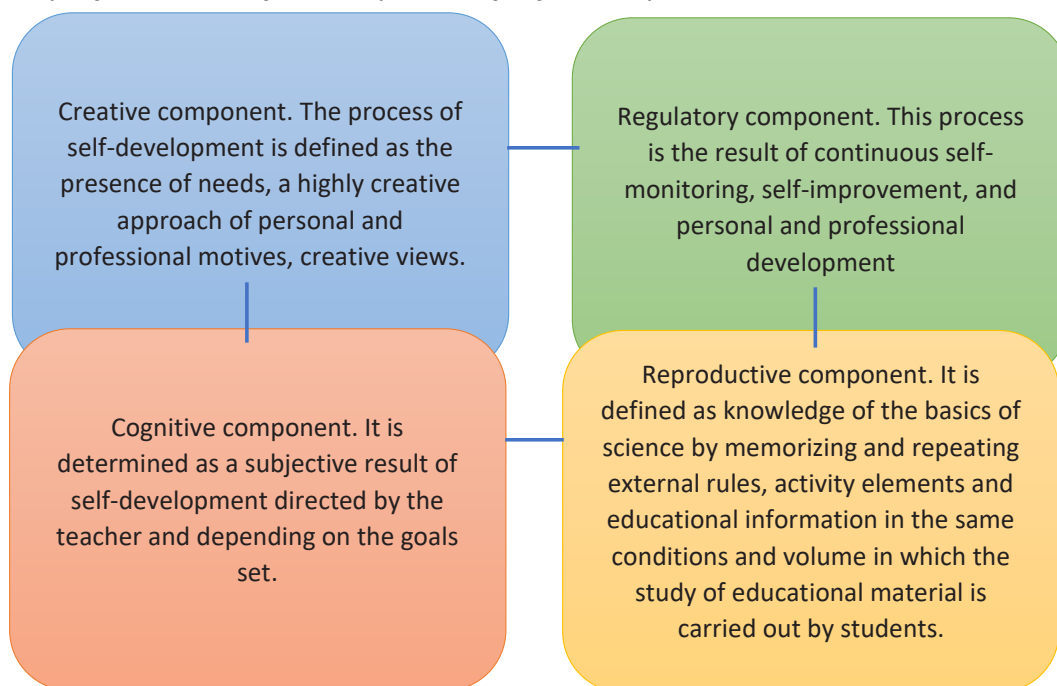 Creative component. The process of
self-development is defined as the
presence of needs, a highly creative
approach of personal and
professional motives, creative views.
Regulatory component. This process
is the result of continuous self-
monitoring, self-improvement, and
personal and professional
development
Cognitive component. It is
determined as a subjective result of
self-development directed by the
teacher and depending on the goals
set.
Reproductive component. It is
defined as knowledge of the basics of
science by memorizing and repeating
external rules, activity elements and
educational information in the same
conditions and volume in which the
study of educational material is
carried out by students.